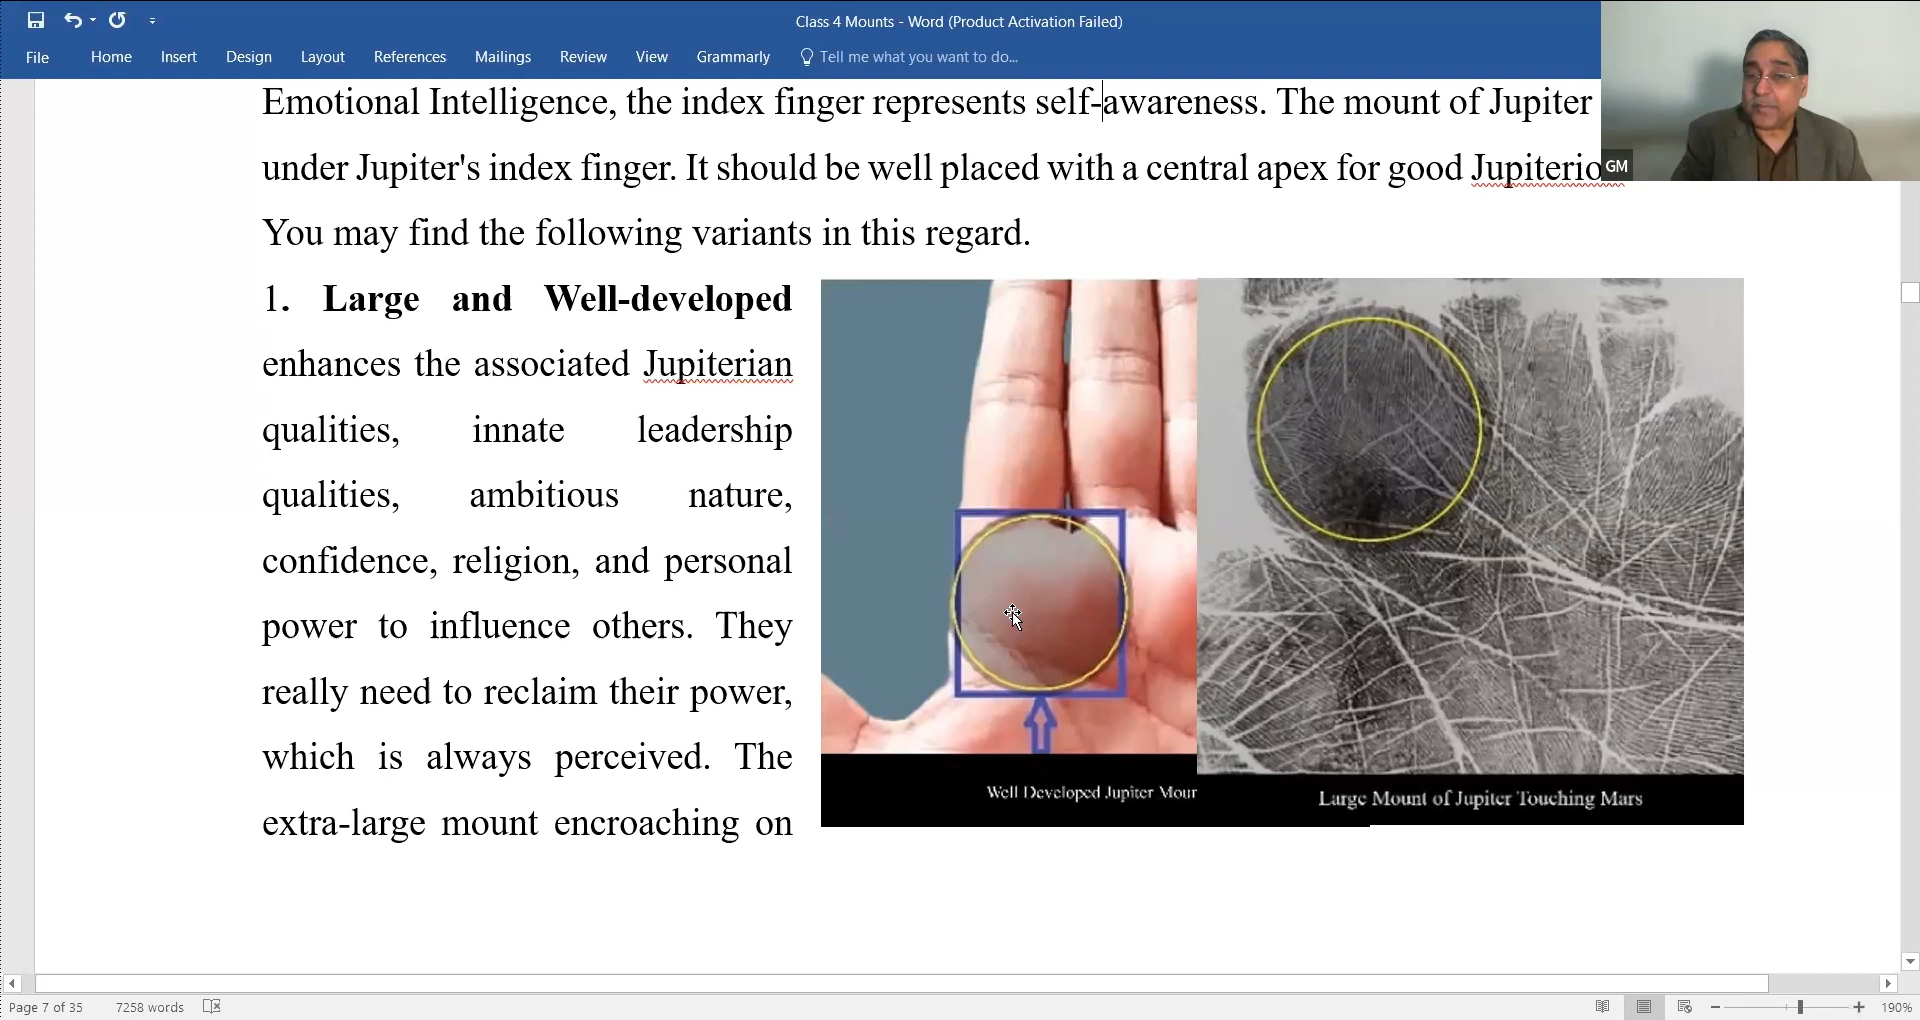 Class 4 Mounts - Word (Product Activation Failed)
File Home Insert Design Layout References Mailings Review View Grammarly Tell me what you want to do...
Emotional Intelligence, the index finger represents self-awareness. The mount of Jupiter
under Jupiter's index finger. It should be well placed with a central apex for good Jupiterio
GM
You may find the following variants in this regard.
1. Large and Well-developed
enhances the associated Jupiterian
qualities, innate leadership
qualities, ambitious nature,
confidence, religion, and personal
power to influence others. They
really need to reclaim their power,
which is always perceived. The
extra-large mount encroaching on
Well Developed Jupiter Moun
Large Mount of Jupiter Touching Mars
Page 7 of 35 7258 words 190%